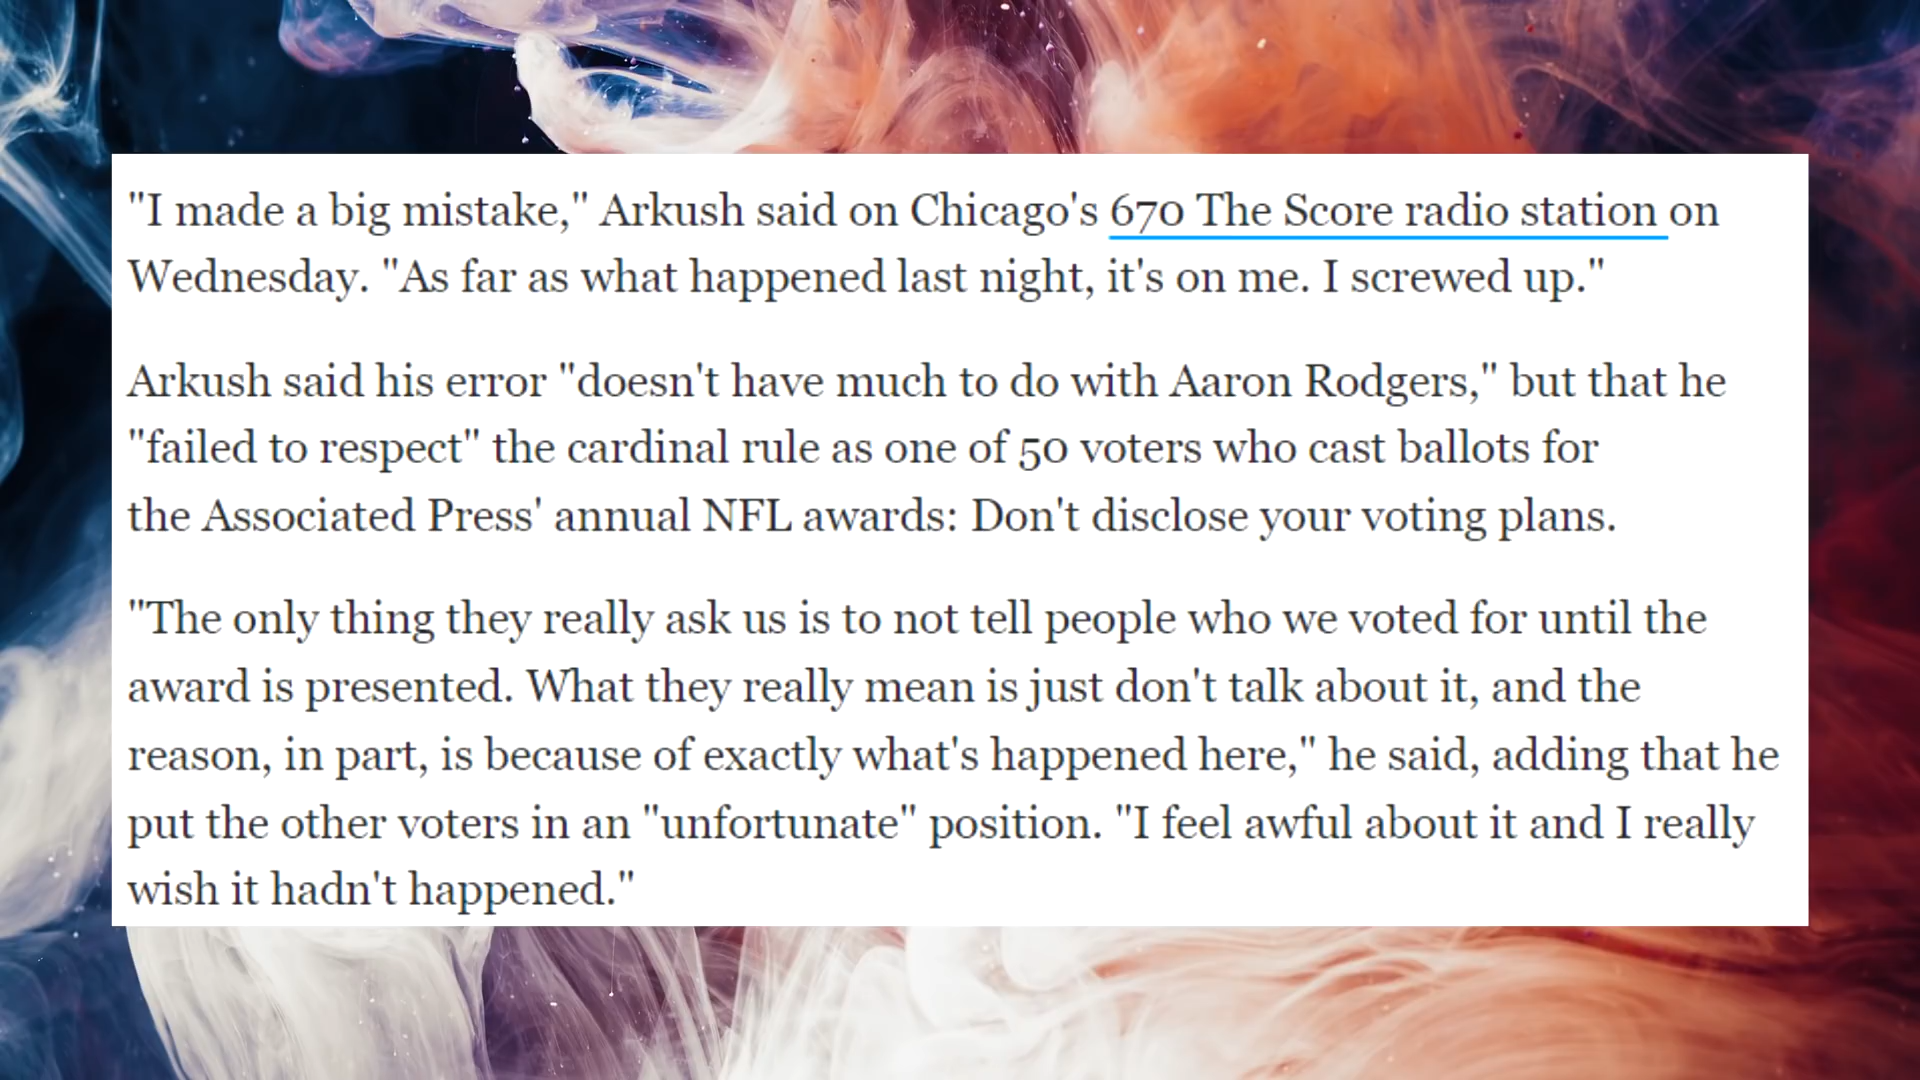 "I made a big mistake," Arkush said on Chicago's 670 The Score radio station on
Wednesday. "As far as what happened last night, it's on me. I screwed up."
Arkush said his error "doesn't have much to do with Aaron Rodgers," but that he
"failed to respect" the cardinal rule as one of 50 voters who cast ballots for
the Associated Press' annual NFL awards: Don't disclose your voting plans.
"The only thing they really ask us is to not tell people who we voted for until the
award is presented. What they really mean is just don't talk about it, and the
reason, in part, is because of exactly what's happened here," he said, adding that he
put the other voters in an "unfortunate" position. "I feel awful about it and I really
wish it hadn't happened."